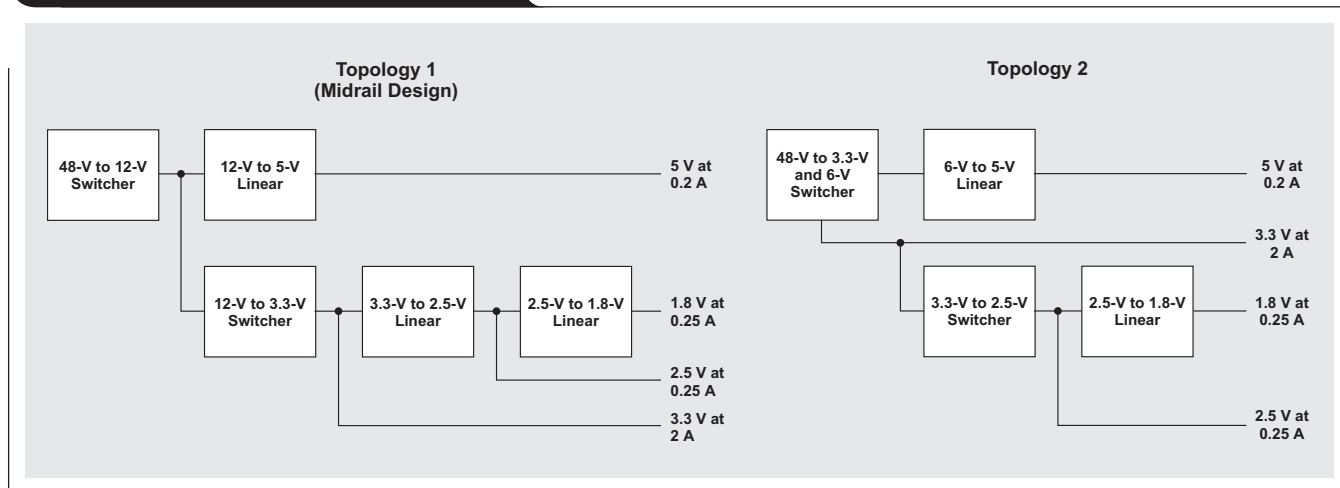 Topology 1
(Midrail Design)
48-V to 12-V
Switcher
12-V to 5-V
Linear
5 V at
0.2 A
12-V to 3.3-V
Switcher
3.3-V to 2.5-V
Linear
2.5-V to 1.8-V
Linear
1.8 V at
0.25 A
2.5 V at
0.25 A
3.3 V at
2 A
Topology 2
48-V to 3.3-V
and 6-V
Switcher
6-V to 5-V
Linear
5 V at
0.2 A
3.3 V at
2 A
3.3-V to 2.5-V
Switcher
2.5-V to 1.8-V
Linear
1.8 V at
0.25 A
2.5 V at
0.25 A